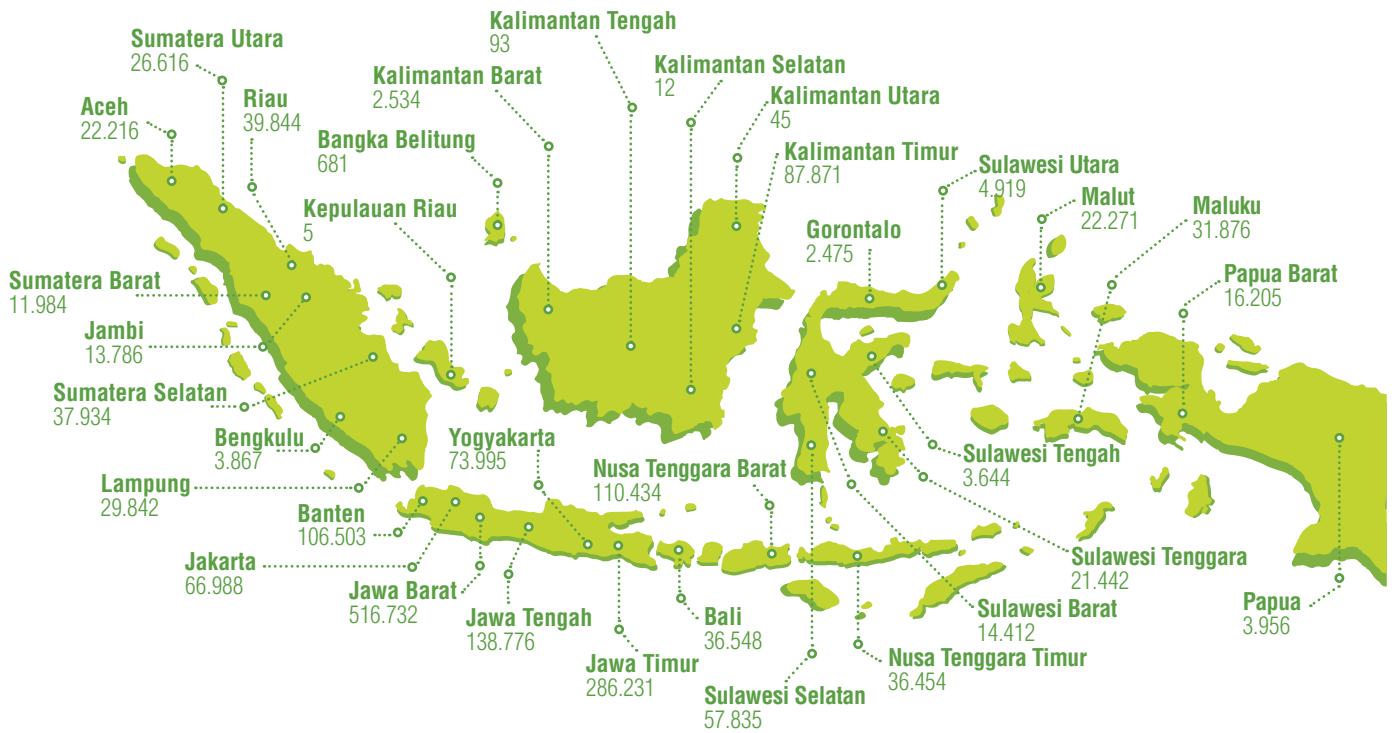 Kalimantan Tengah
93
Sumatera Utara
26.616
Kalimantan Selatan
12
Kalimantan Barat
2.534
Kalimantan Utara
45
Aceh
22.216
Riau
39.844
Bangka Belitung
681
Kalimantan Timur
87.871
Sulawesi Utara
4.919
Malut
22.271
Maluku
31.876
Kepulauan Riau
5
Gorontalo
2.475
Sumatera Barat
11.984
Papua Barat
16.205
Jambi
13.786
Sumatera Selatan
37.934
Bengkulu
3.867
Yogyakarta
73.995
Sulawesi Tengah
3.644
Nusa Tenggara Barat
110.434
Lampung
29.842
Banten
106.503
Jakarta
66.988
Sulawesi Tenggara
21.442
Jawa Barat
516.732
Jawa Tengah
138.776
Bali
36.548
Sulawesi Barat
14.412
Papua
3.956
Jawa Timur
286.231
Nusa Tenggara Timur
36.454
Sulawesi Selatan
57.835